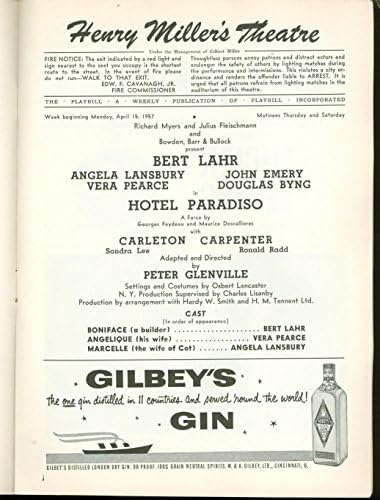 Henry Millers Theatre
Under the Management of Gilbert Miller
FIRE NOTICE: The exit indicated by a red light and
sign nearest to the seat you occupy is the shortest
route to the street. In the event of fire please
do not run—WALK TO THAT EXIT.
EDW. F. CAVANAGH, JR.
FIRE COMMISSIONER
Thoughtless persons annoy patrons and distract actors and
endanger the safety of others by lighting matches during
the performance and intermissions. This violates a city or-
dinance and renders the offender liable to ARREST. It is
urged that all patrons refrain from lighting matches in the
auditorium of this theatre.
THE · PLAYBILL · A · WEEKLY · PUBLICATION · OF · PLAYBILL · INCORPORATED
Week beginning Monday, April 15, 1957
Matinees Thursday and Saturday
Richard Myers and Julius Fleischmann
and
Bowden, Barr & Bullock
present
BERT LAHR
ANGELA LANSBURY JOHN EMERY
VERA PEARCE DOUGLAS BYNG
in
HOTEL PARADISO
A Farce by
Georges Feydeau and Maurice Desvallieres
with
CARLETON CARPENTER
Sondra Lee Ronald Radd
Adapted and Directed
by
PETER GLENVILLE
Settings and Costumes by Osbert Lancaster
N. Y. Production Supervised by Charles Lisanby
Production by arrangement with Hardy W. Smith and H. M. Tennent Ltd.
CAST
(In order of appearance)
BONIFACE (a builder) .................... BERT LAHR
ANGELIQUE (his wife) .................. VERA PEARCE
MARCELLE (the wife of Cot) ....... ANGELA LANSBURY
GILBEY'S
the one gin distilled in 11 countries and sowed 'round the world!
GIN
GILBEY'S DISTILLED LONDON DRY GIN. 90 PROOF. 100% GRAIN NEUTRAL SPIRITS. W. & A. GILBEY, LTD., CINCINNATI, O.